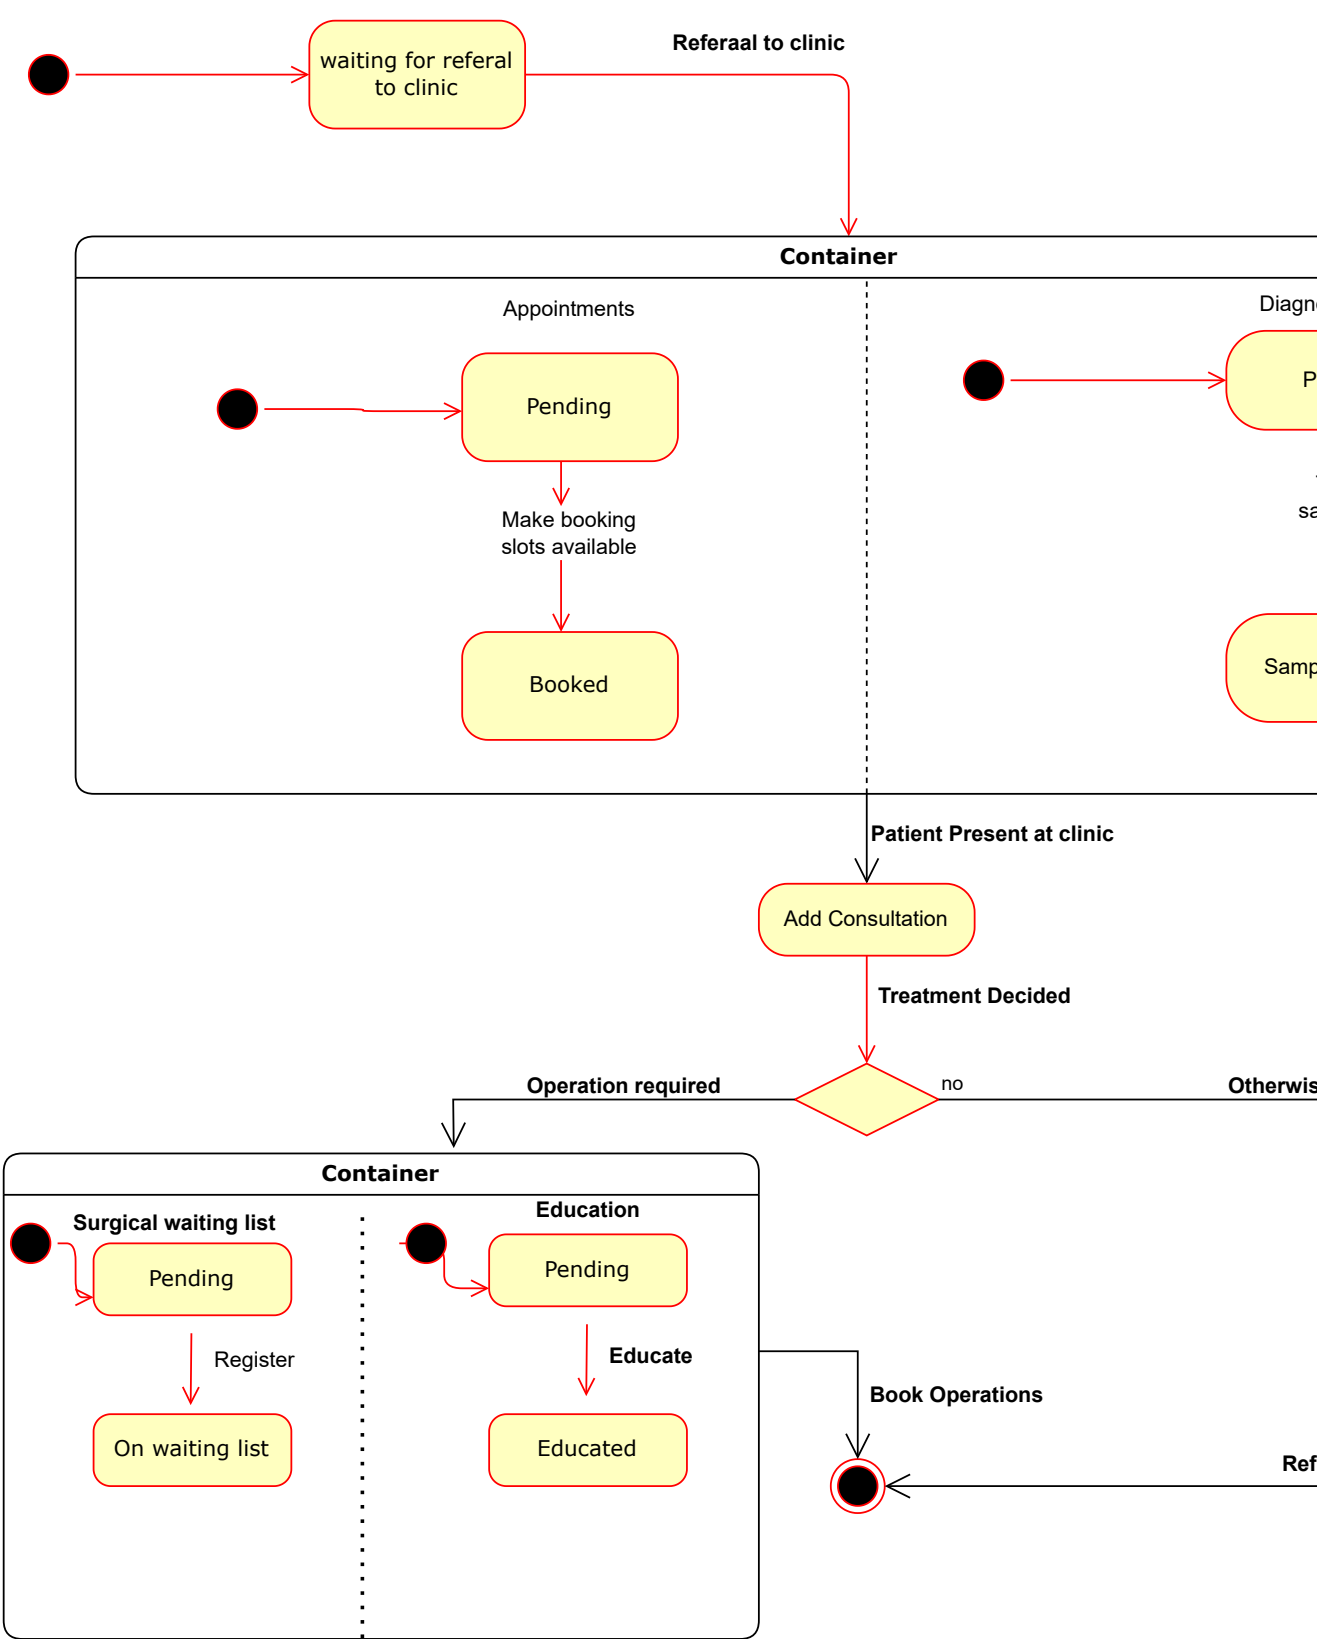 waiting for referal
to clinic
Referaal to clinic
Container
Appointments
Pending
Make booking
slots available
Booked
Patient Present at clinic
Add Consultation
Treatment Decided
Operation required
no
Container
Surgical waiting list
Pending
Register
On waiting list
Education
Pending
Educate
Educated
Book Operations